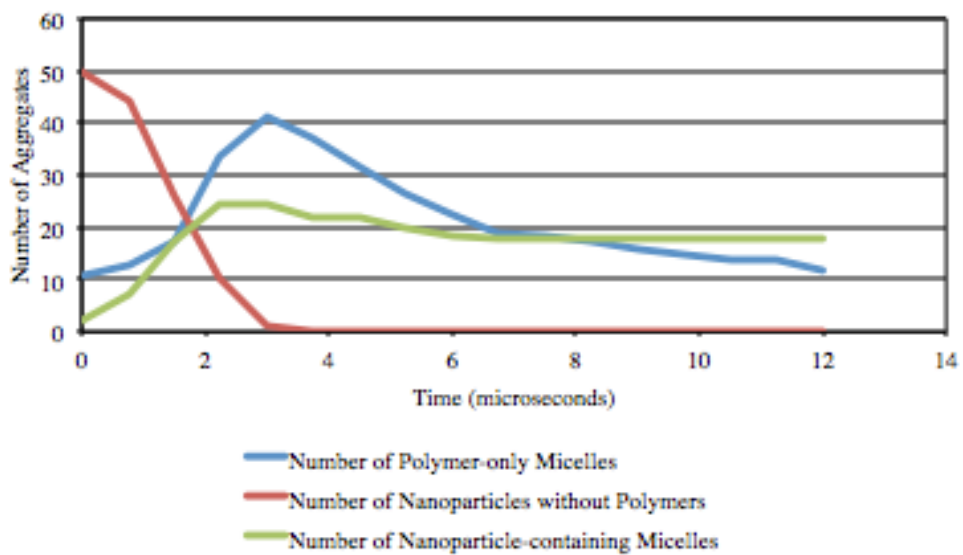 60
50
40
30
20
10
0
Number of Aggregates
0 2 4 6 8 10 12 14
Time (microseconds)
Number of Polymer-only Micelles
Number of Nanoparticles without Polymers
Number of Nanoparticle-containing Micelles